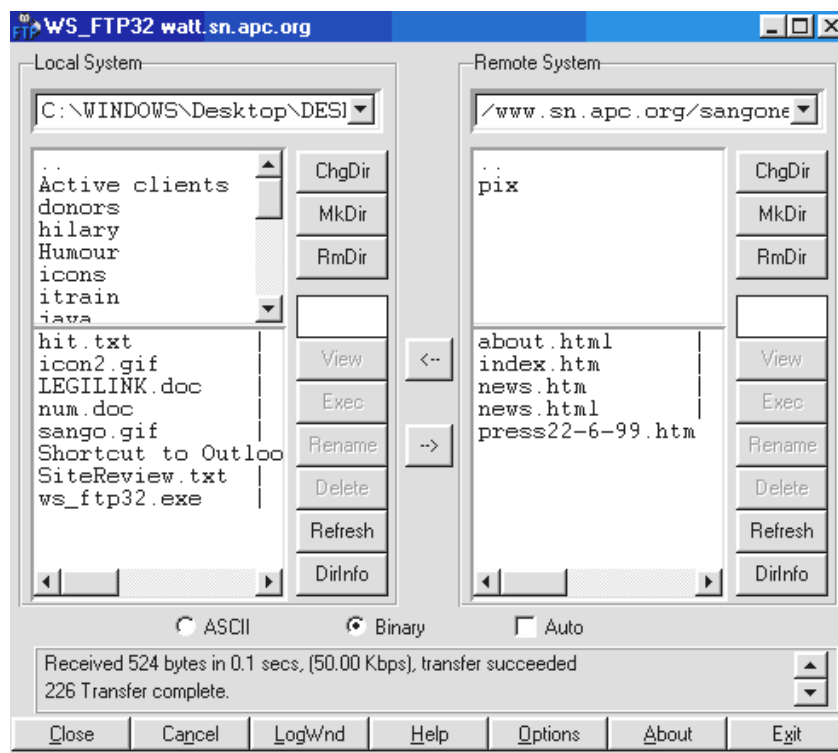 WS_FTP32 watt.sn.apc.org
Local System
C:\WINDOWS\Desktop\DES
..
Active clients
donors
hilary
Humour
icons
itrain
java
ChgDir
MkDir
RmDir
hit.txt |
icon2.gif |
LEGILINK.doc |
num.doc |
sango.gif |
Shortcut to Outloo
SiteReview.txt |
ws_ftp32.exe |
View
Exec
Rename
Delete
Refresh
DirInfo
<--
-->
Remote System
/www.sn.apc.org/sangone
..
pix
ChgDir
MkDir
RmDir
about.html |
index.htm |
news.htm |
news.html |
press22-6-99.htm
View
Exec
Rename
Delete
Refresh
DirInfo
ASCII Binary Auto
Received 524 bytes in 0.1 secs, (50.00 Kbps), transfer succeeded
226 Transfer complete.
Close Cancel LogWnd Help Options About Exit